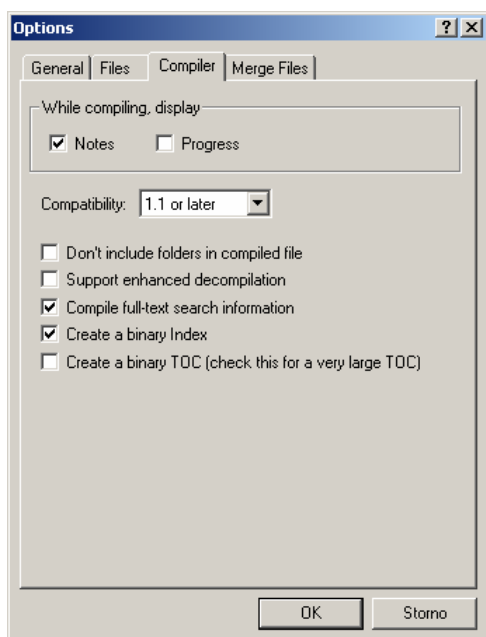 Options
General Files Compiler Merge Files
While compiling, display
Notes Progress
Compatibility: 1.1 or later
Don't include folders in compiled file
Support enhanced decompilation
Compile full-text search information
Create a binary Index
Create a binary TOC (check this for a very large TOC)
OK Storno